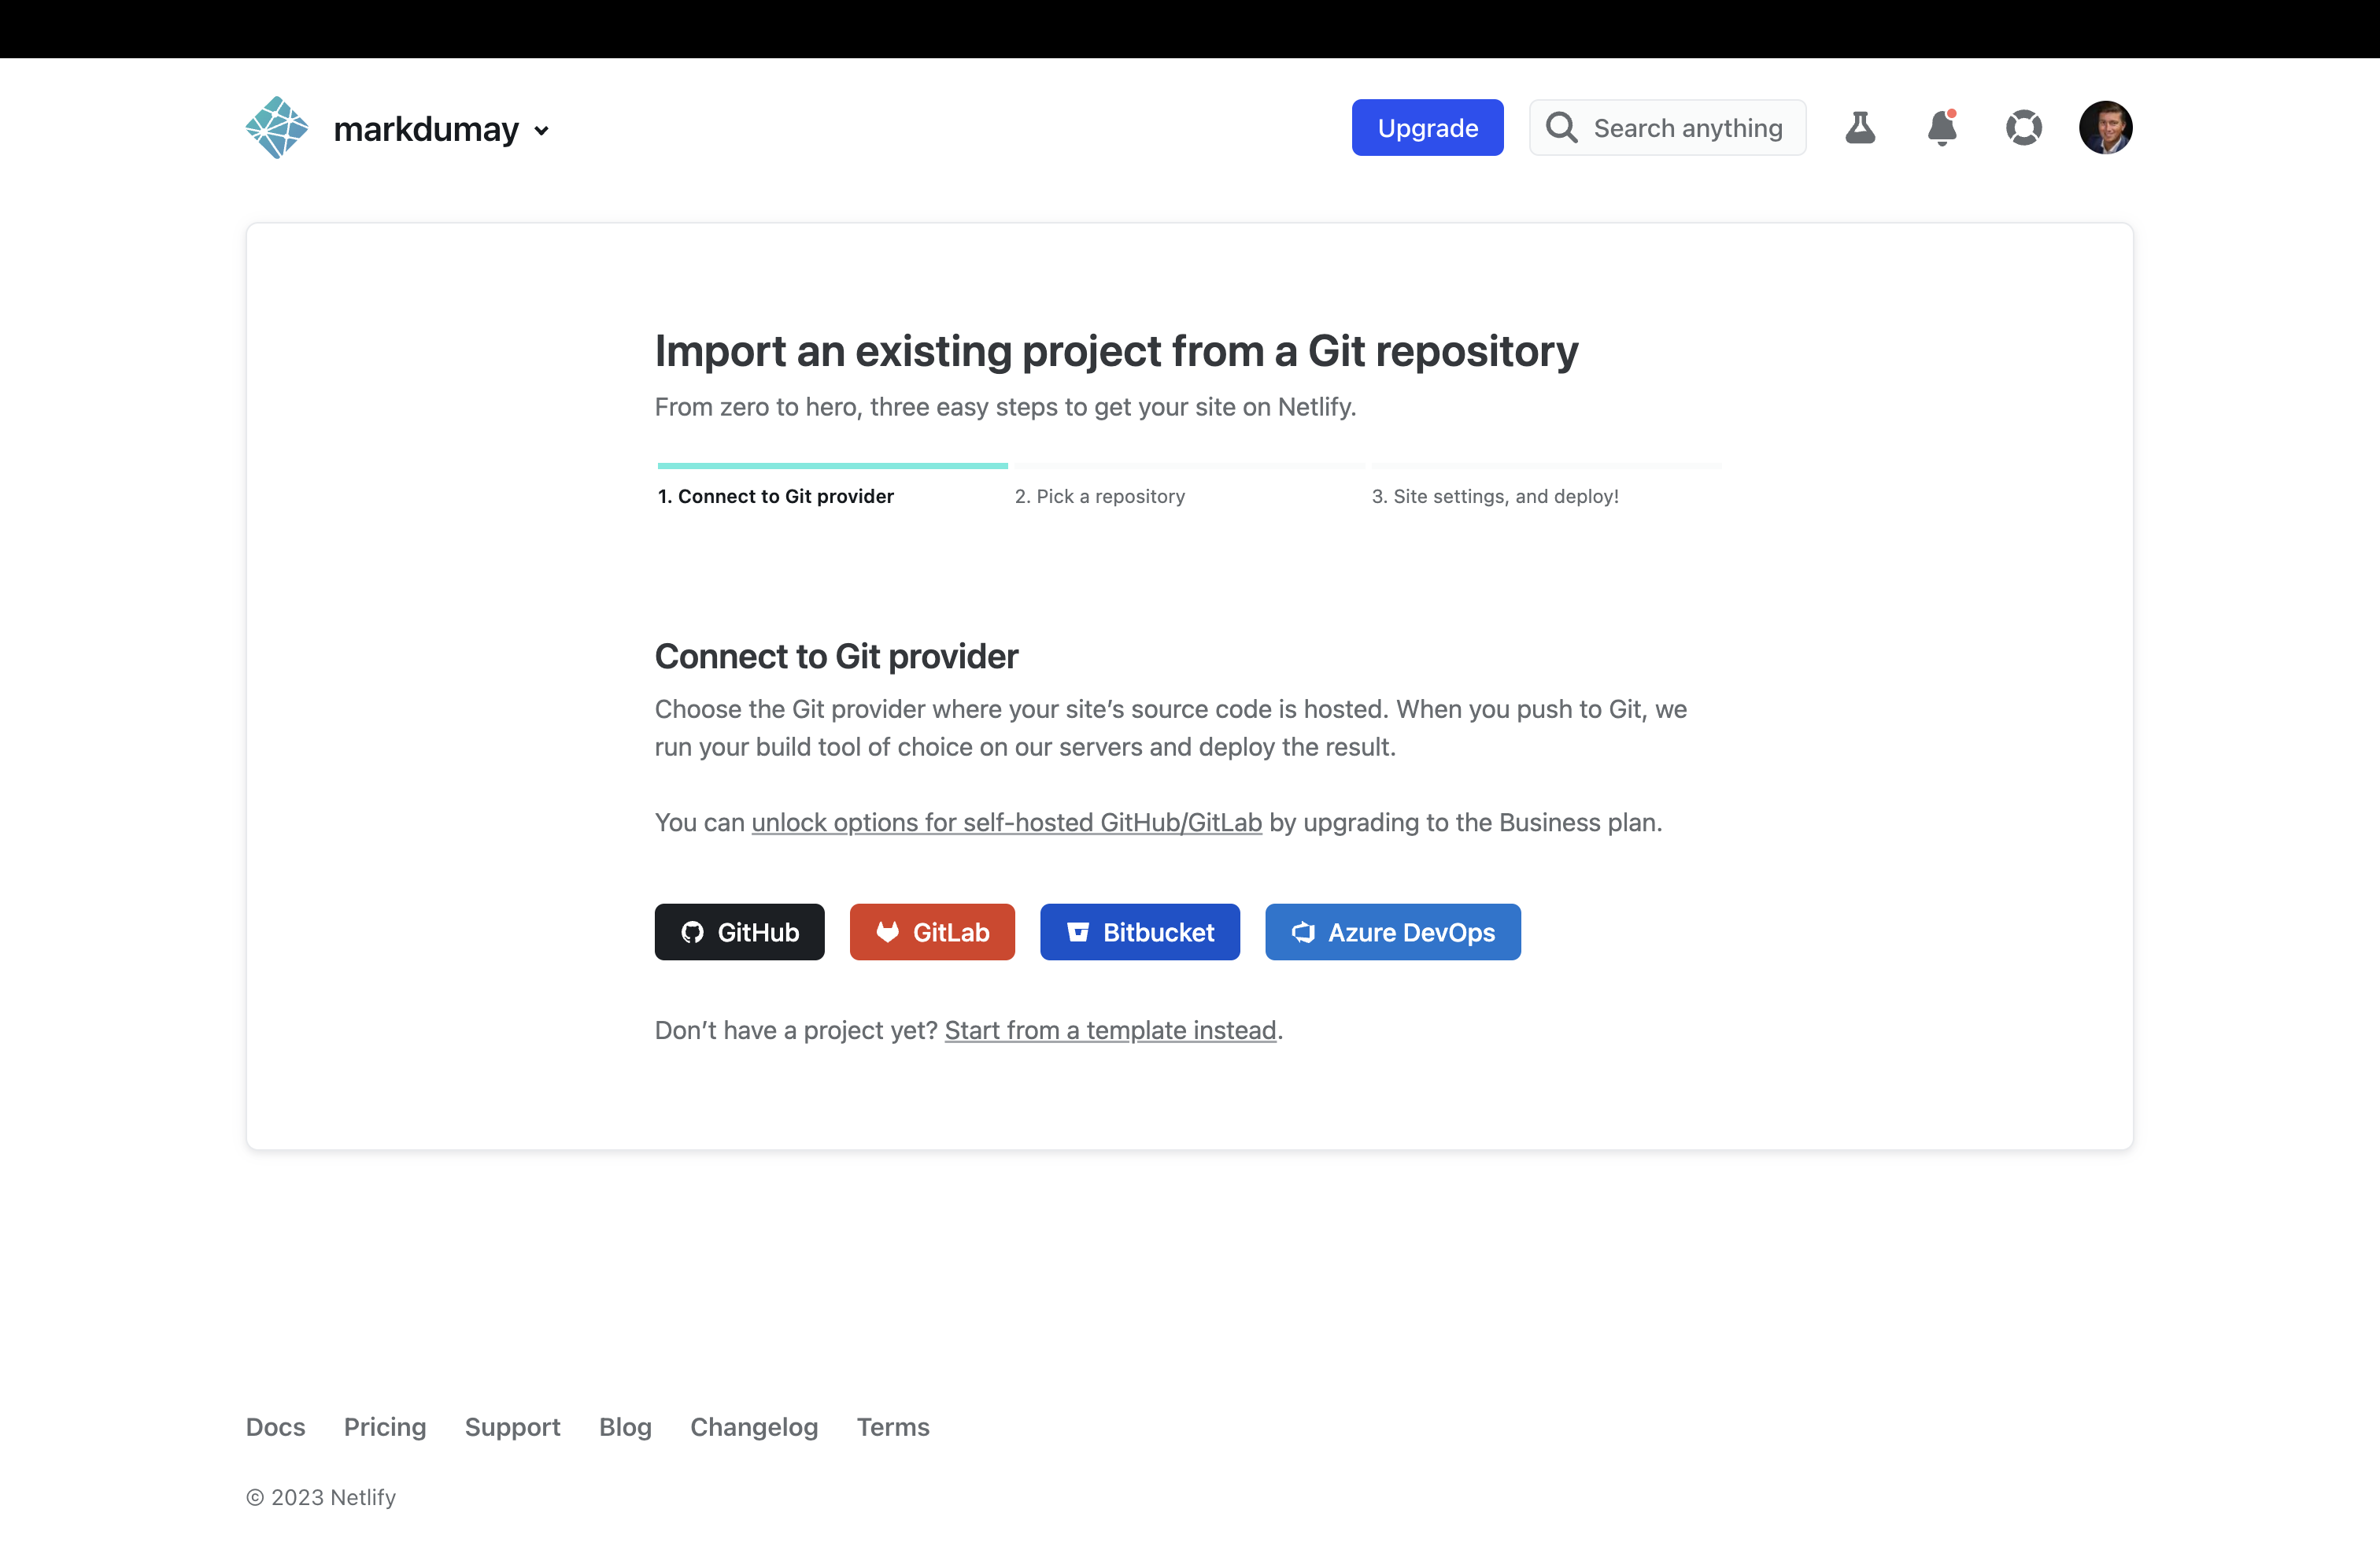 markdumay
Upgrade
Search anything
Import an existing project from a Git repository
From zero to hero, three easy steps to get your site on Netlify.
1. Connect to Git provider
2. Pick a repository
3. Site settings, and deploy!
Connect to Git provider
Choose the Git provider where your site’s source code is hosted. When you push to Git, we
run your build tool of choice on our servers and deploy the result.
You can unlock options for self-hosted GitHub/GitLab by upgrading to the Business plan.
GitHub
GitLab
Bitbucket
Azure DevOps
Don’t have a project yet? Start from a template instead.
Docs
Pricing
Support
Blog
Changelog
Terms
© 2023 Netlify